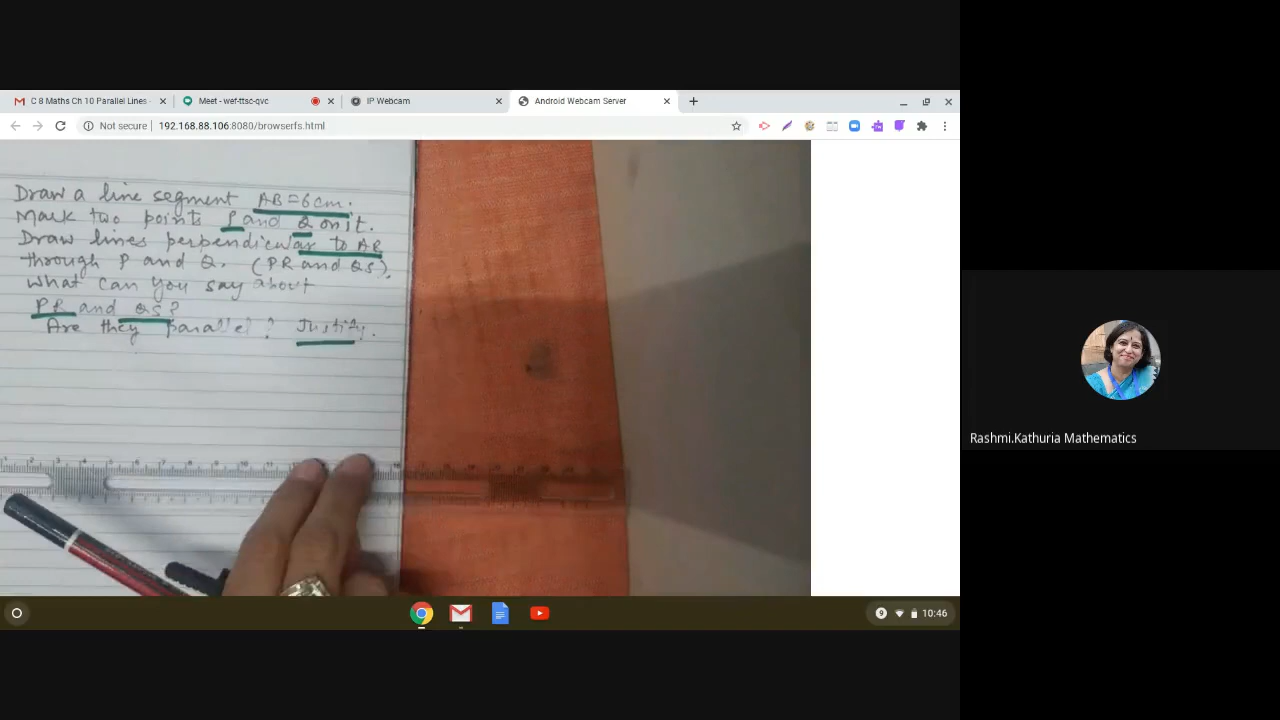 C 8 Maths Ch 10 Parallel Lines -
Meet - wef-ttsc-qvc
IP Webcam
Android Webcam Server
Not secure
192.168.88.106:8080/browserfs.html
Draw a line segment AB = 6cm.
Mark two points P and Q on it.
Draw lines perpendicular to AB
through P and Q. (PR and QS).
What can you say about
PR and QS?
Are they parallel? Justify.
Rashmi.Kathuria Mathematics
9
10:46